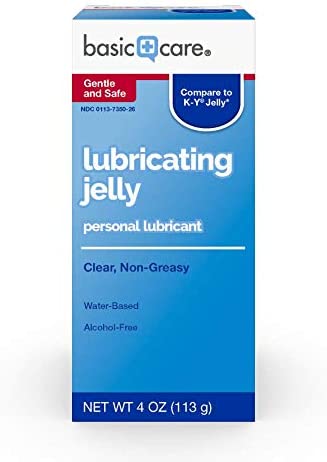 basic care®
Gentle
and Safe
Compare to
K-Y® Jelly*
NDC 0113-7350-26
lubricating
jelly
personal lubricant
Clear, Non-Greasy
Water-Based
Alcohol-Free
NET WT 4 OZ (113 g)